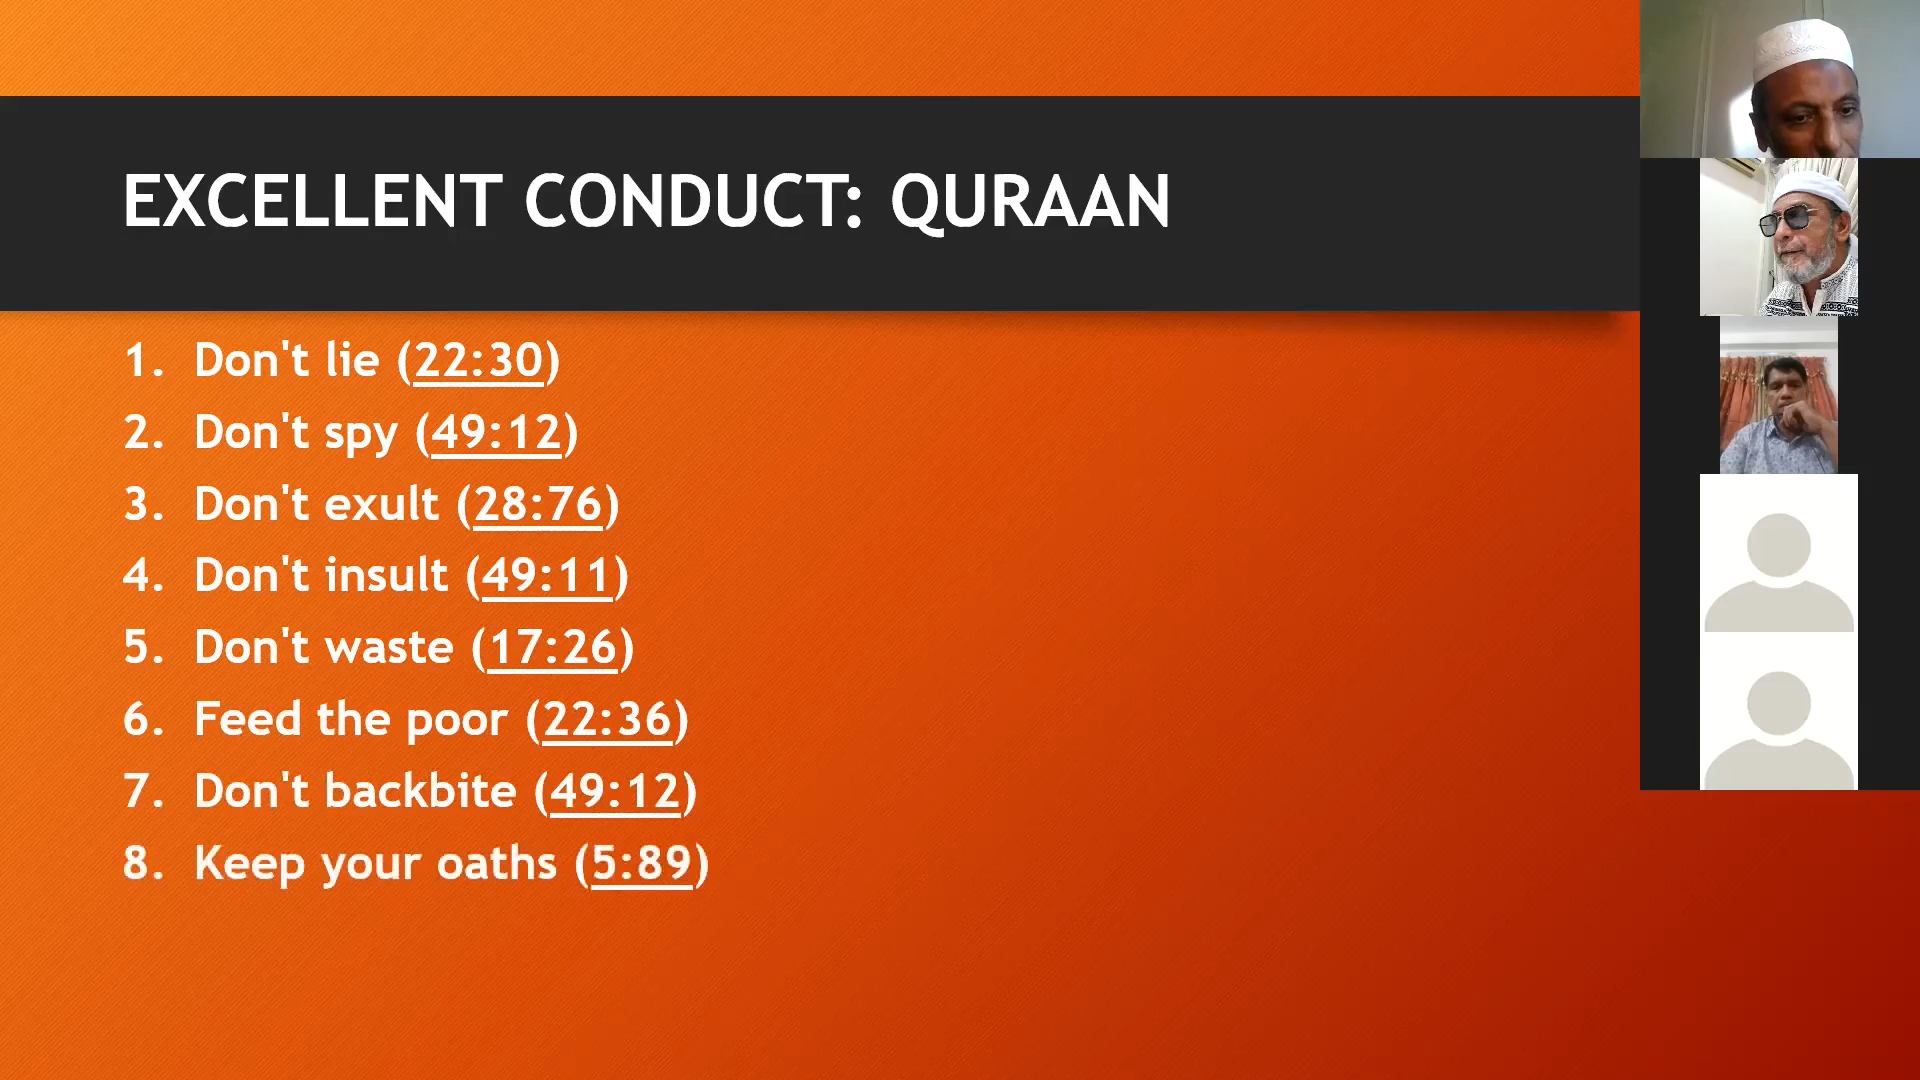 EXCELLENT CONDUCT: QURAAN
1. Don't lie (22:30)
2. Don't spy (49:12)
3. Don't exult (28:76)
4. Don't insult (49:11)
5. Don't waste (17:26)
6. Feed the poor (22:36)
7. Don't backbite (49:12)
8. Keep your oaths (5:89)